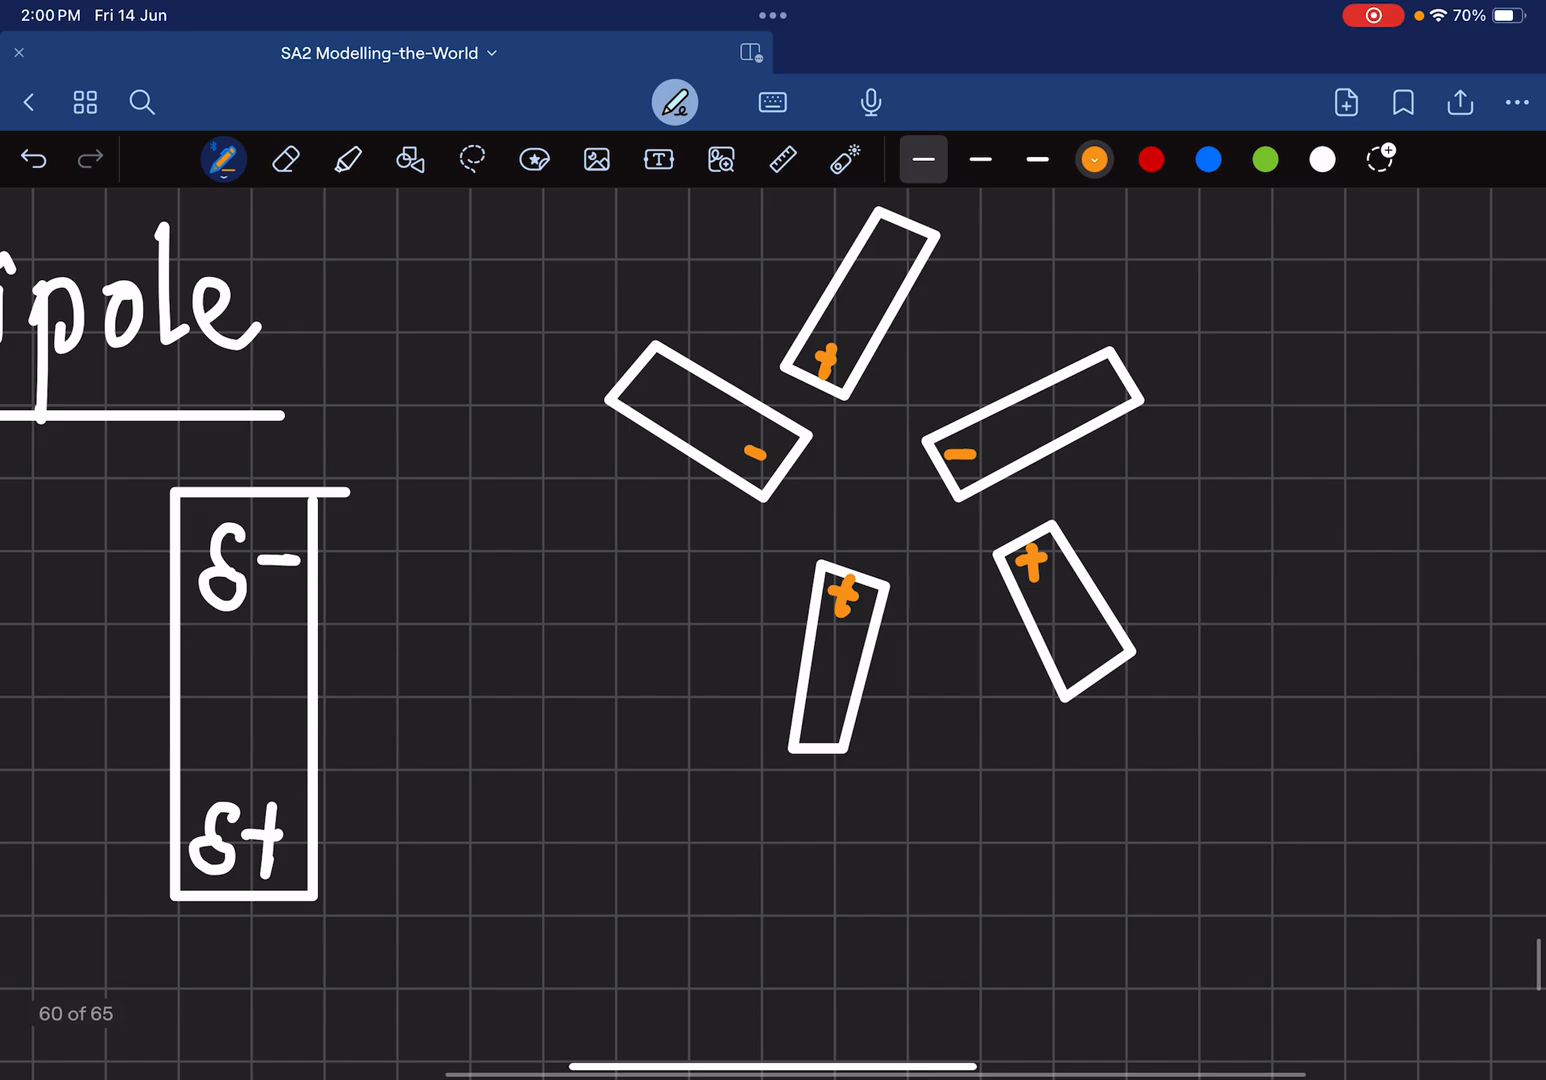 2:00 PM Fri 14 Jun
70%
SA2 Modelling-the-World
ipole
δ-
δ+
+
-
-
+
+
60 of 65